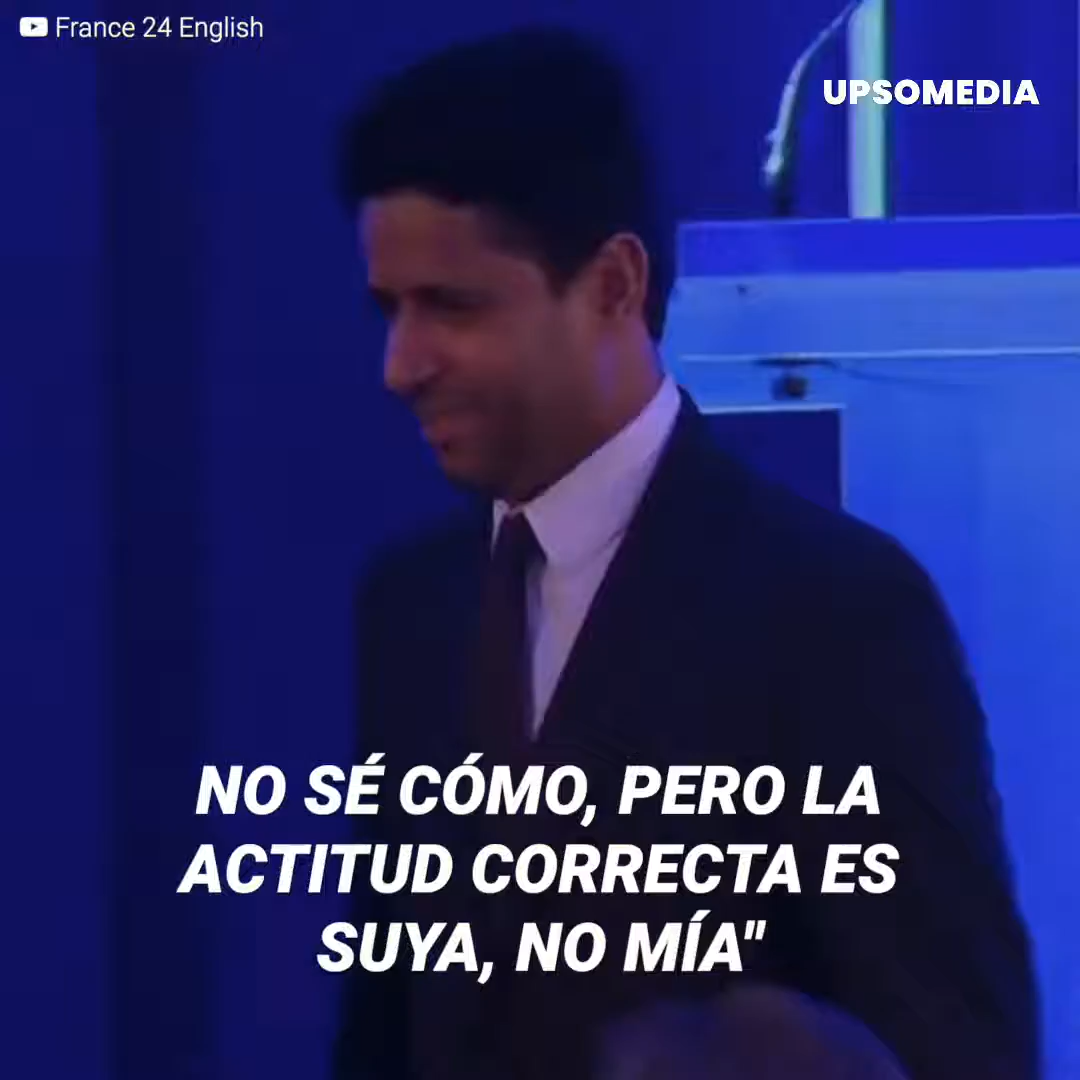 France 24 English
UPSOMEDIA
NO SÉ CÓMO, PERO LA
ACTITUD CORRECTA ES
SUYA, NO MÍA"